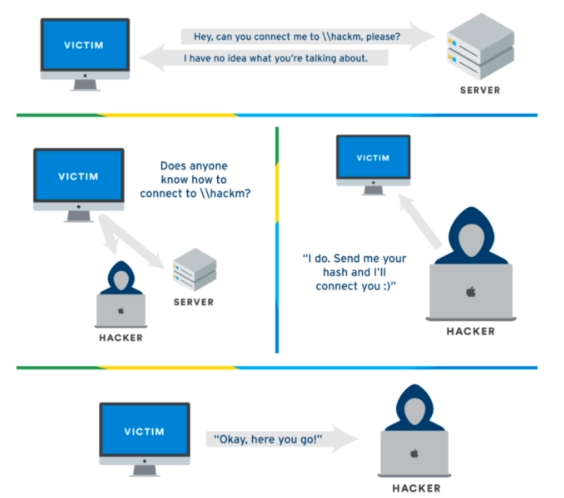 VICTIM
Hey, can you connect me to \\hackm, please?
I have no idea what you're talking about.
SERVER
VICTIM
Does anyone
know how to
connect to \\hackm?
SERVER
HACKER
VICTIM
“I do. Send me your
hash and I'll
connect you :)”
HACKER
VICTIM
“Okay, here you go!”
HACKER